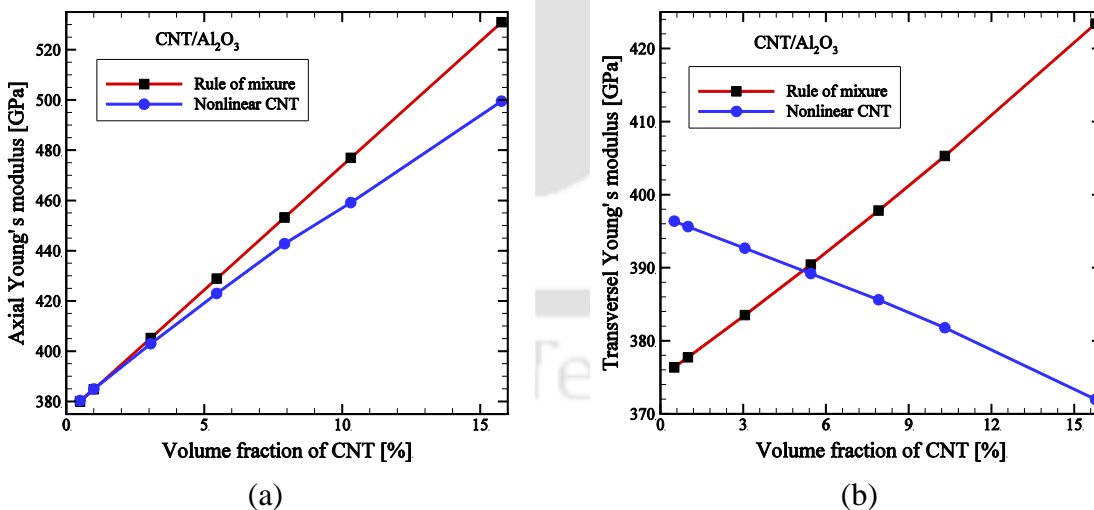 CNT/Al₂O₃
Rule of mixure
Nonlinear CNT
Axial Young's modulus [GPa]
520
500
480
460
440
420
400
380
0
5
10
15
Volume fraction of CNT [%]
(a)
Te
CNT/Al₂O₃
Rule of mixure
Nonlinear CNT
Transversel Young's modulus [GPa]
420
410
400
390
380
370
0
3
6
9
12
15
Volume fraction of CNT [%]
(b)